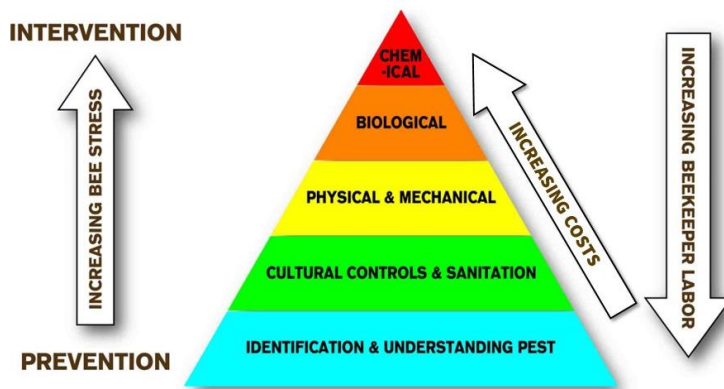 INTERVENTION
INCREASING BEE STRESS
PREVENTION
CHEM
-ICAL
BIOLOGICAL
PHYSICAL & MECHANICAL
CULTURAL CONTROLS & SANITATION
IDENTIFICATION & UNDERSTANDING PEST
INCREASING COSTS
INCREASING BEEKEEPER LABOR